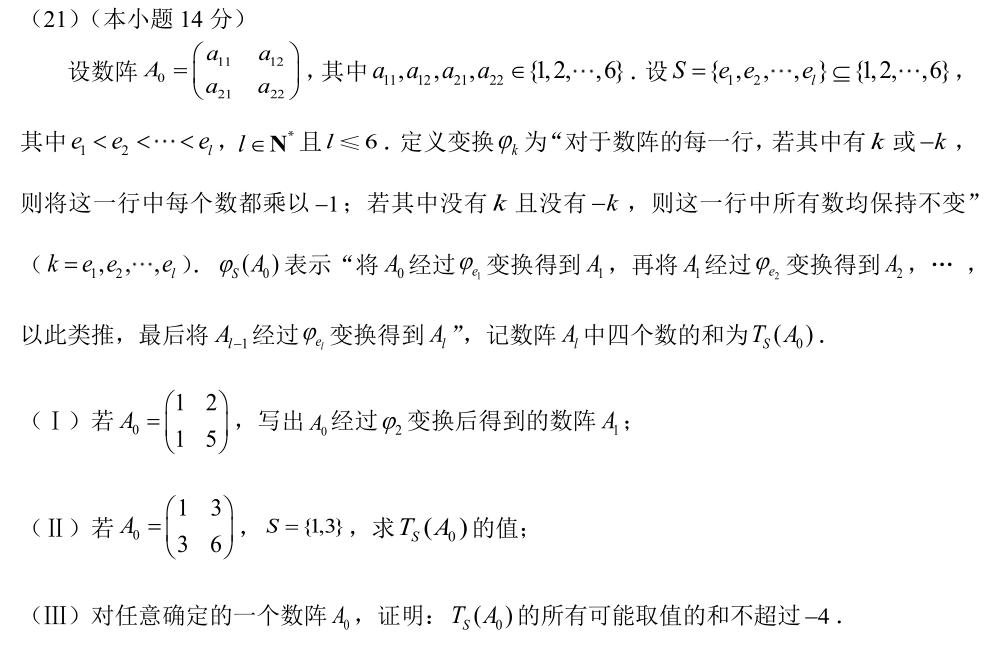 （21）（本小题 14 分）
设数阵 $A_0 = \begin{pmatrix} a_{11} & a_{12} \\ a_{21} & a_{22} \end{pmatrix}$，其中 $a_{11}, a_{12}, a_{21}, a_{22} \in \{1, 2, \cdots, 6\}$．设 $S = \{e_1, e_2, \cdots, e_l\} \subseteq \{1, 2, \cdots, 6\}$，
其中 $e_1 < e_2 < \cdots < e_l$，$l \in \mathbf{N}^*$ 且 $l \leqslant 6$．定义变换 $\varphi_k$ 为“对于数阵的每一行，若其中有 $k$ 或 $-k$，
则将这一行中每个数都乘以 $-1$；若其中没有 $k$ 且没有 $-k$，则这一行中所有数均保持不变”
（$k = e_1, e_2, \cdots, e_l$）．$\varphi_S(A_0)$ 表示“将 $A_0$ 经过 $\varphi_{e_1}$ 变换得到 $A_1$，再将 $A_1$ 经过 $\varphi_{e_2}$ 变换得到 $A_2$，…，
以此类推，最后将 $A_{l-1}$ 经过 $\varphi_{e_l}$ 变换得到 $A_l$”，记数阵 $A_l$ 中四个数的和为 $T_S(A_0)$．
（Ⅰ）若 $A_0 = \begin{pmatrix} 1 & 2 \\ 1 & 5 \end{pmatrix}$，写出 $A_0$ 经过 $\varphi_2$ 变换后得到的数阵 $A_1$；
（Ⅱ）若 $A_0 = \begin{pmatrix} 1 & 3 \\ 3 & 6 \end{pmatrix}$，$S = \{1,3\}$，求 $T_S(A_0)$ 的值；
（Ⅲ）对任意确定的一个数阵 $A_0$，证明：$T_S(A_0)$ 的所有可能取值的和不超过 $-4$．